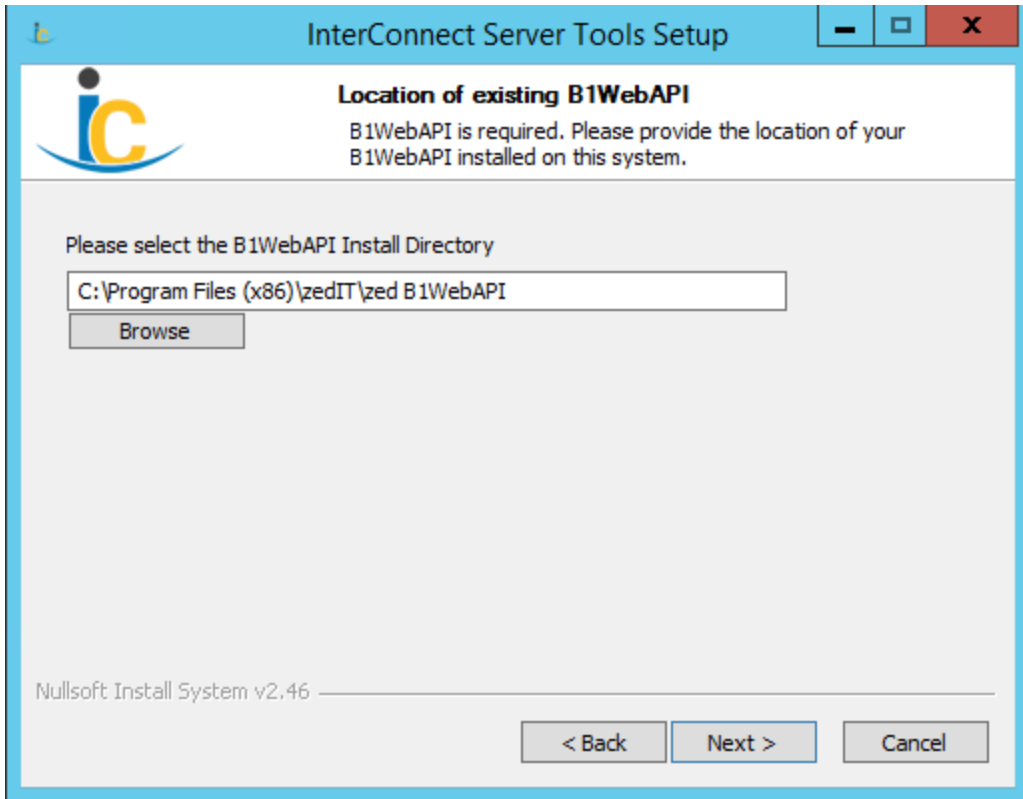 ic
InterConnect Server Tools Setup
ic
Location of existing B1WebAPI
B1WebAPI is required. Please provide the location of your
B1WebAPI installed on this system.
Please select the B1WebAPI Install Directory
C:\Program Files (x86)\zedIT\zed B1WebAPI
Browse
Nullsoft Install System v2.46
< Back
Next >
Cancel